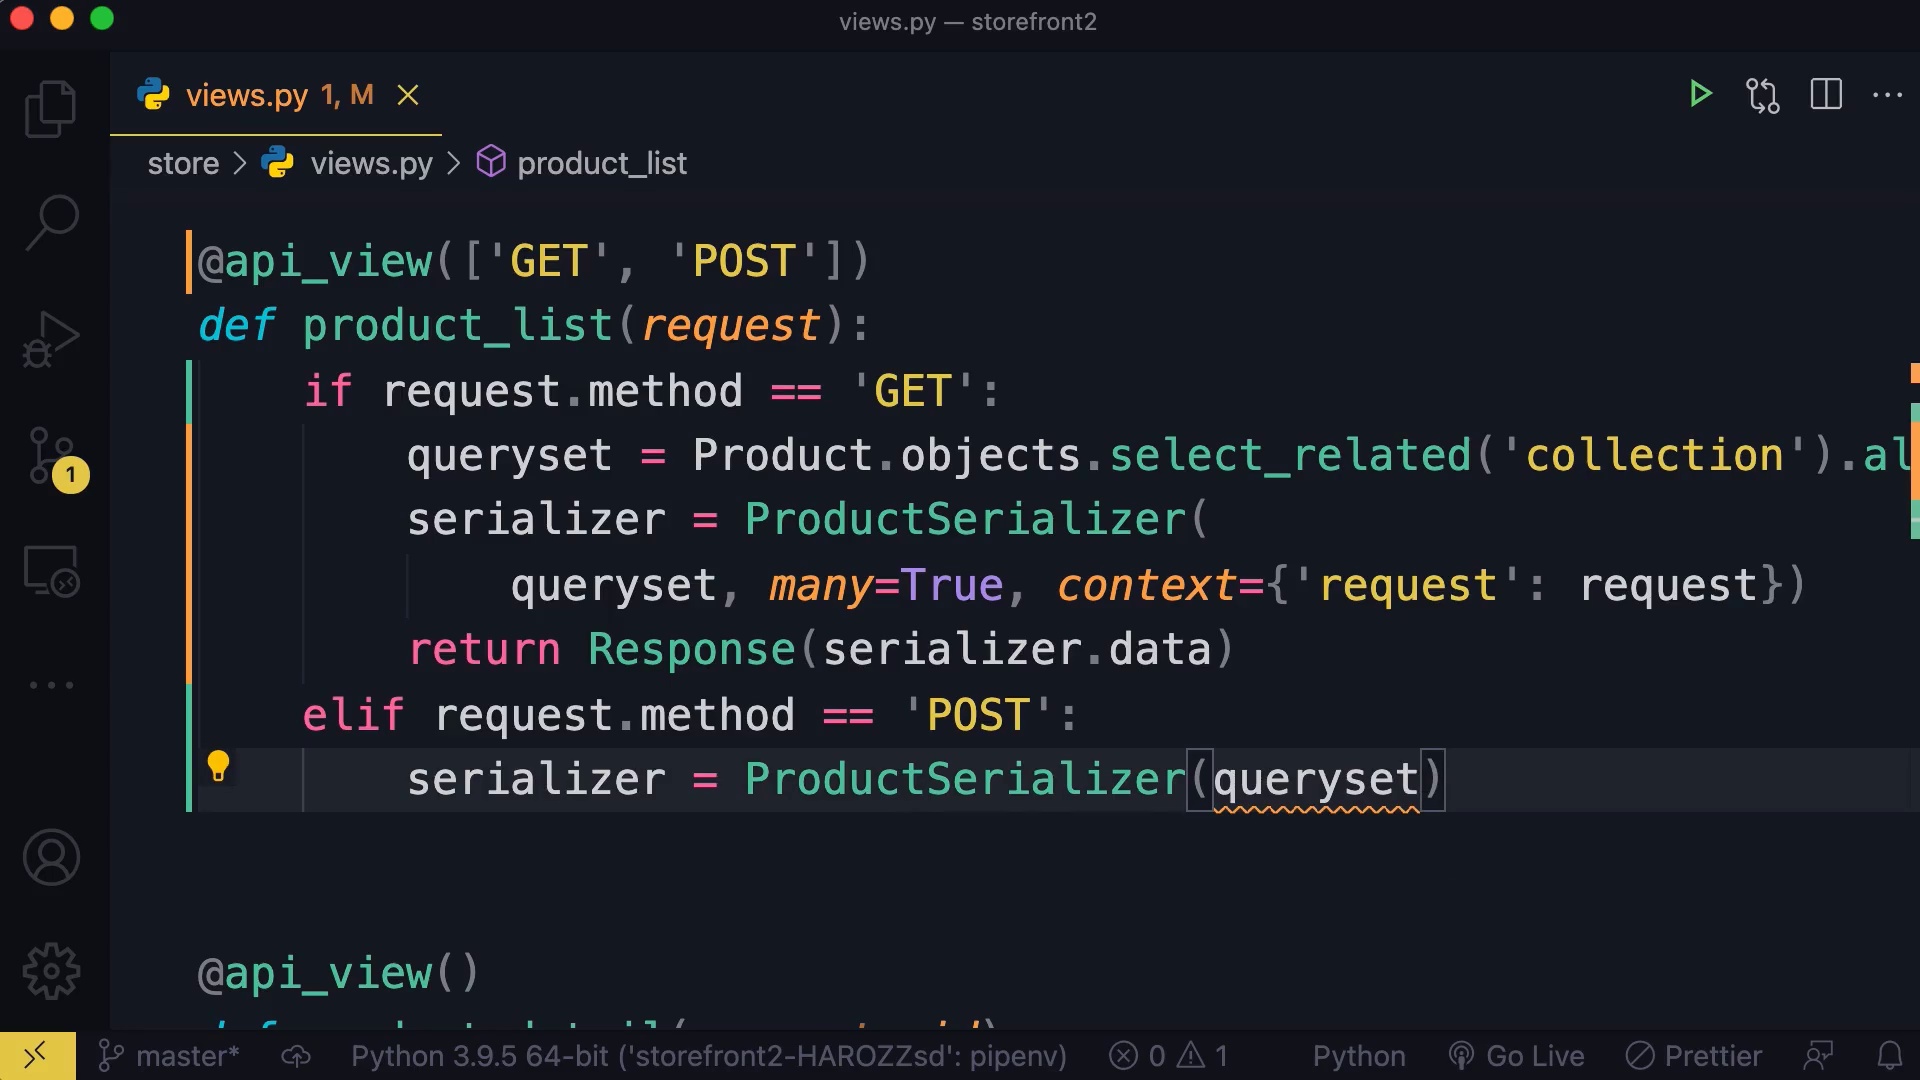 views.py — storefront2
views.py 1, M
store > views.py > product_list
@api_view(['GET', 'POST'])
def product_list(request):
if request.method == 'GET':
queryset = Product.objects.select_related('collection').al
serializer = ProductSerializer(
queryset, many=True, context={'request': request})
return Response(serializer.data)
elif request.method == 'POST':
serializer = ProductSerializer(queryset)
@api_view()
1
master* Python 3.9.5 64-bit ('storefront2-HAROZZsd': pipenv) 0 1 Python Go Live Prettier